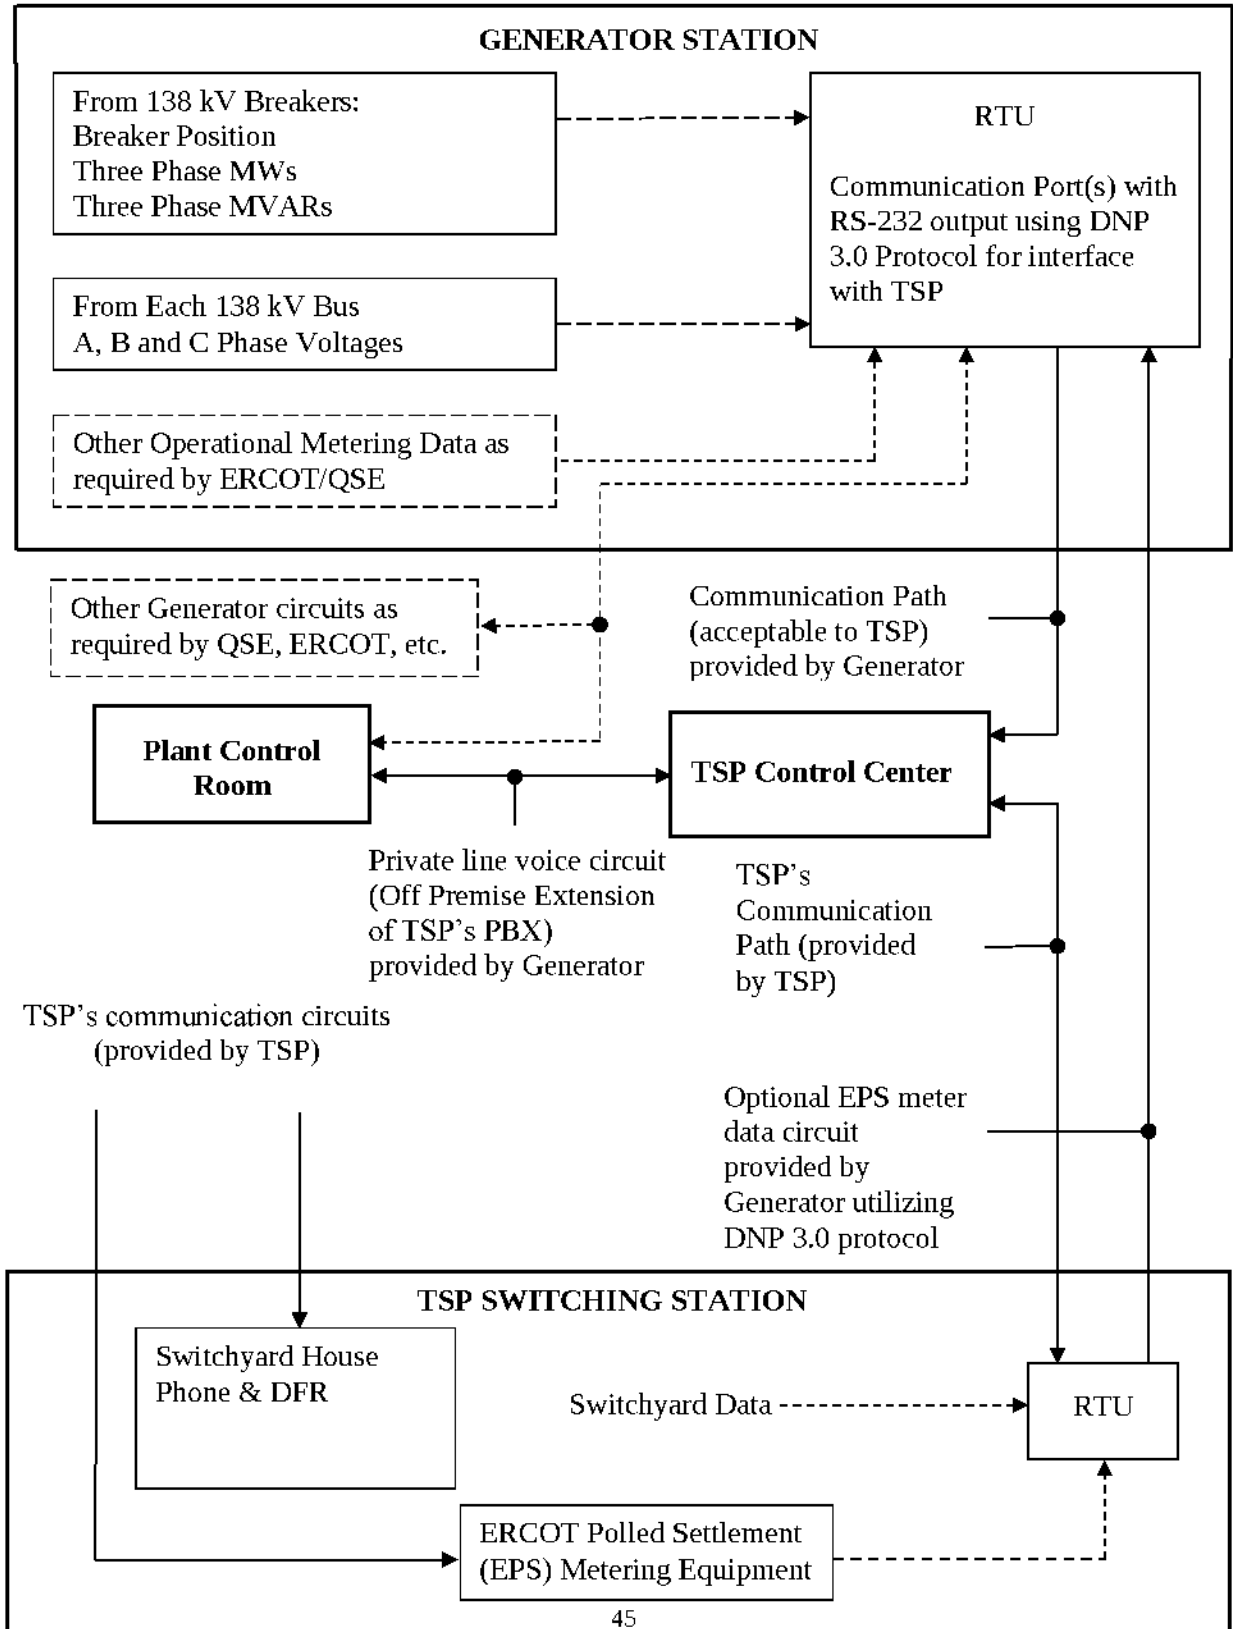 GENERATOR STATION
From 138 kV Breakers:
Breaker Position
Three Phase MWs
Three Phase MVARs
RTU
Communication Port(s) with
RS-232 output using DNP
3.0 Protocol for interface
with TSP
From Each 138 kV Bus
A, B and C Phase Voltages
Other Operational Metering Data as
required by ERCOT/QSE
Other Generator circuits as
required by QSE, ERCOT, etc.
Communication Path
(acceptable to TSP)
provided by Generator
Plant Control
Room
TSP Control Center
Private line voice circuit
(Off Premise Extension
of TSP’s PBX)
provided by Generator
TSP’s
Communication
Path (provided
by TSP)
TSP’s communication circuits
(provided by TSP)
Optional EPS meter
data circuit
provided by
Generator utilizing
DNP 3.0 protocol
TSP SWITCHING STATION
Switchyard House
Phone & DFR
Switchyard Data
RTU
ERCOT Polled Settlement
(EPS) Metering Equipment
45